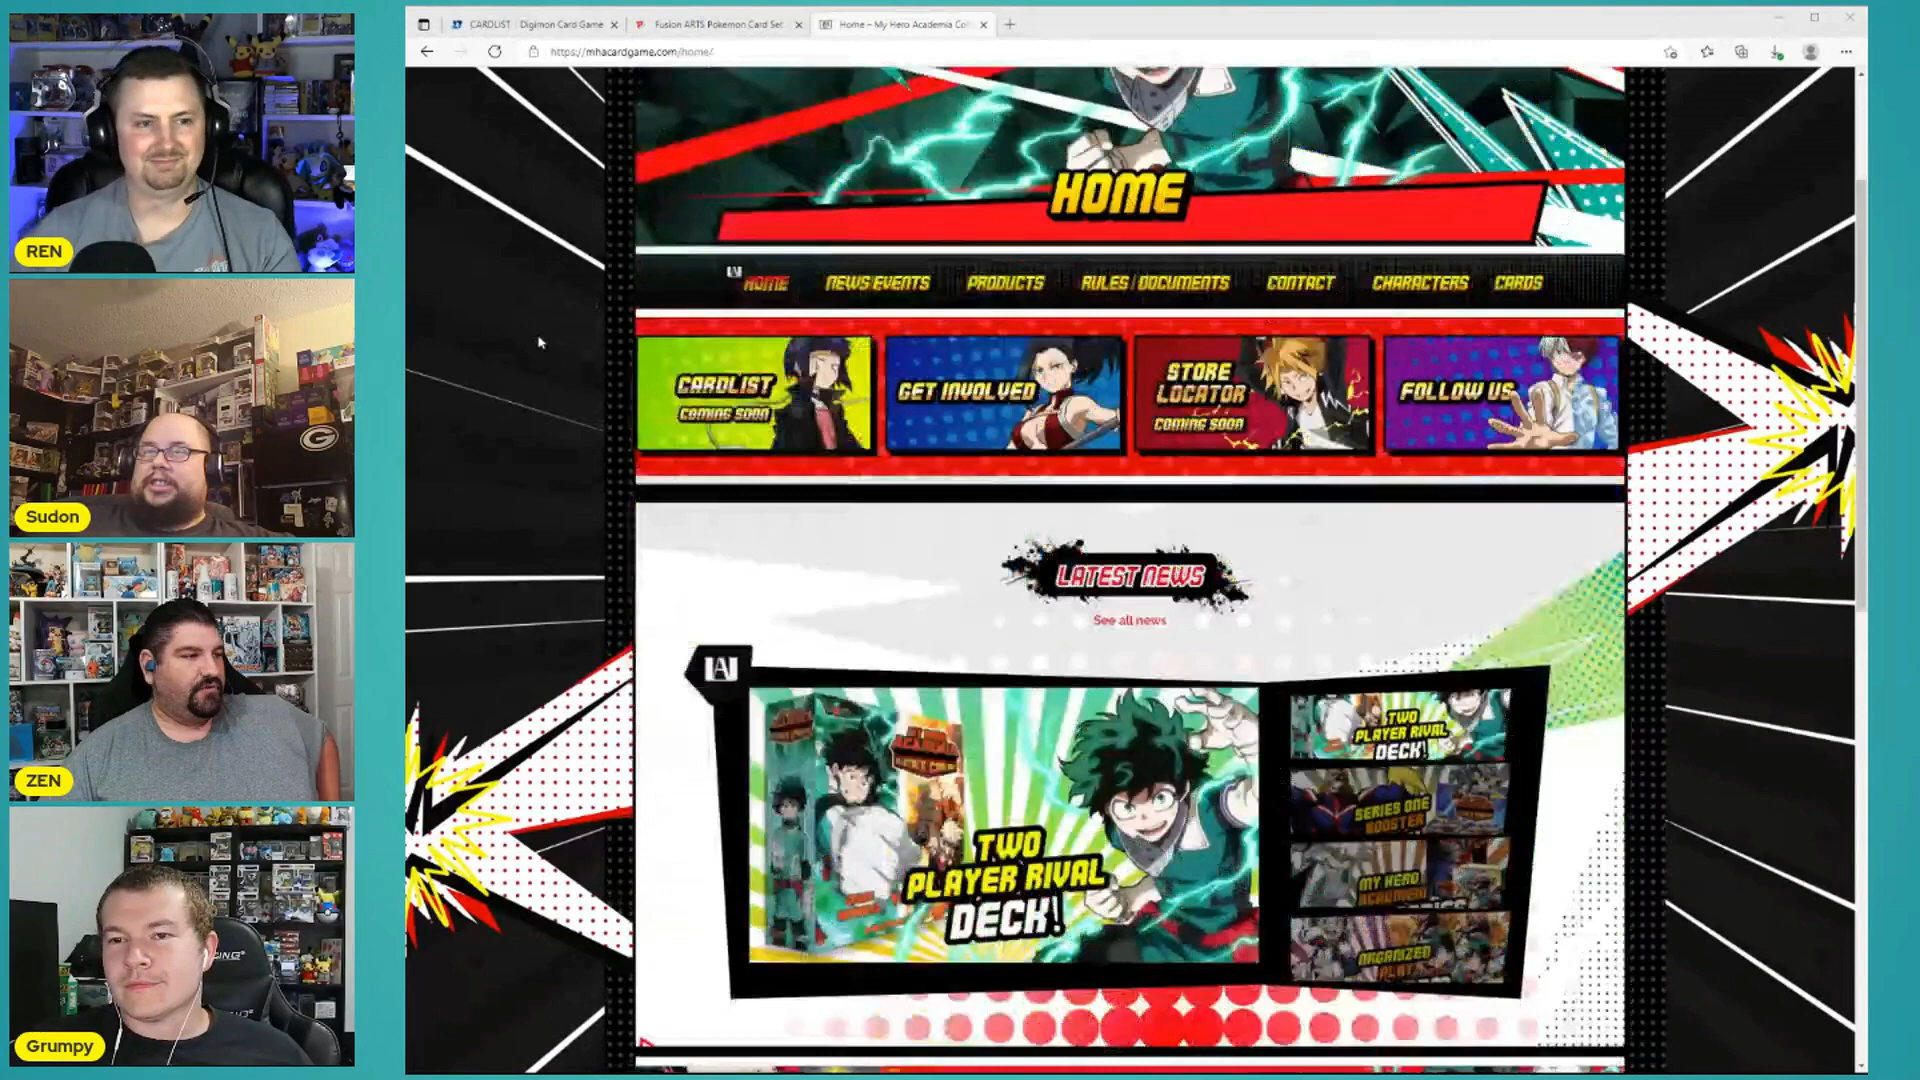 CARDLIST | Digimon Card Game
Fusion ARTS Pokemon Card Set
Home – My Hero Academia Col
https://mhacardgame.com/home/
HOME
HOME
NEWS/EVENTS
PRODUCTS
RULES / DOCUMENTS
CONTACT
CHARACTERS
CARDS
CARDLIST
COMING SOON
GET INVOLVED
STORE
LOCATOR
COMING SOON
FOLLOW US
LATEST NEWS
See all news
TWO
PLAYER RIVAL
DECK!
TWO
PLAYER RIVAL
DECK!
SERIES ONE
BOOSTER
MY HERO
ACADEMIA
ORGANIZED
PLAY
REN
Sudon
G
ZEN
Grumpy